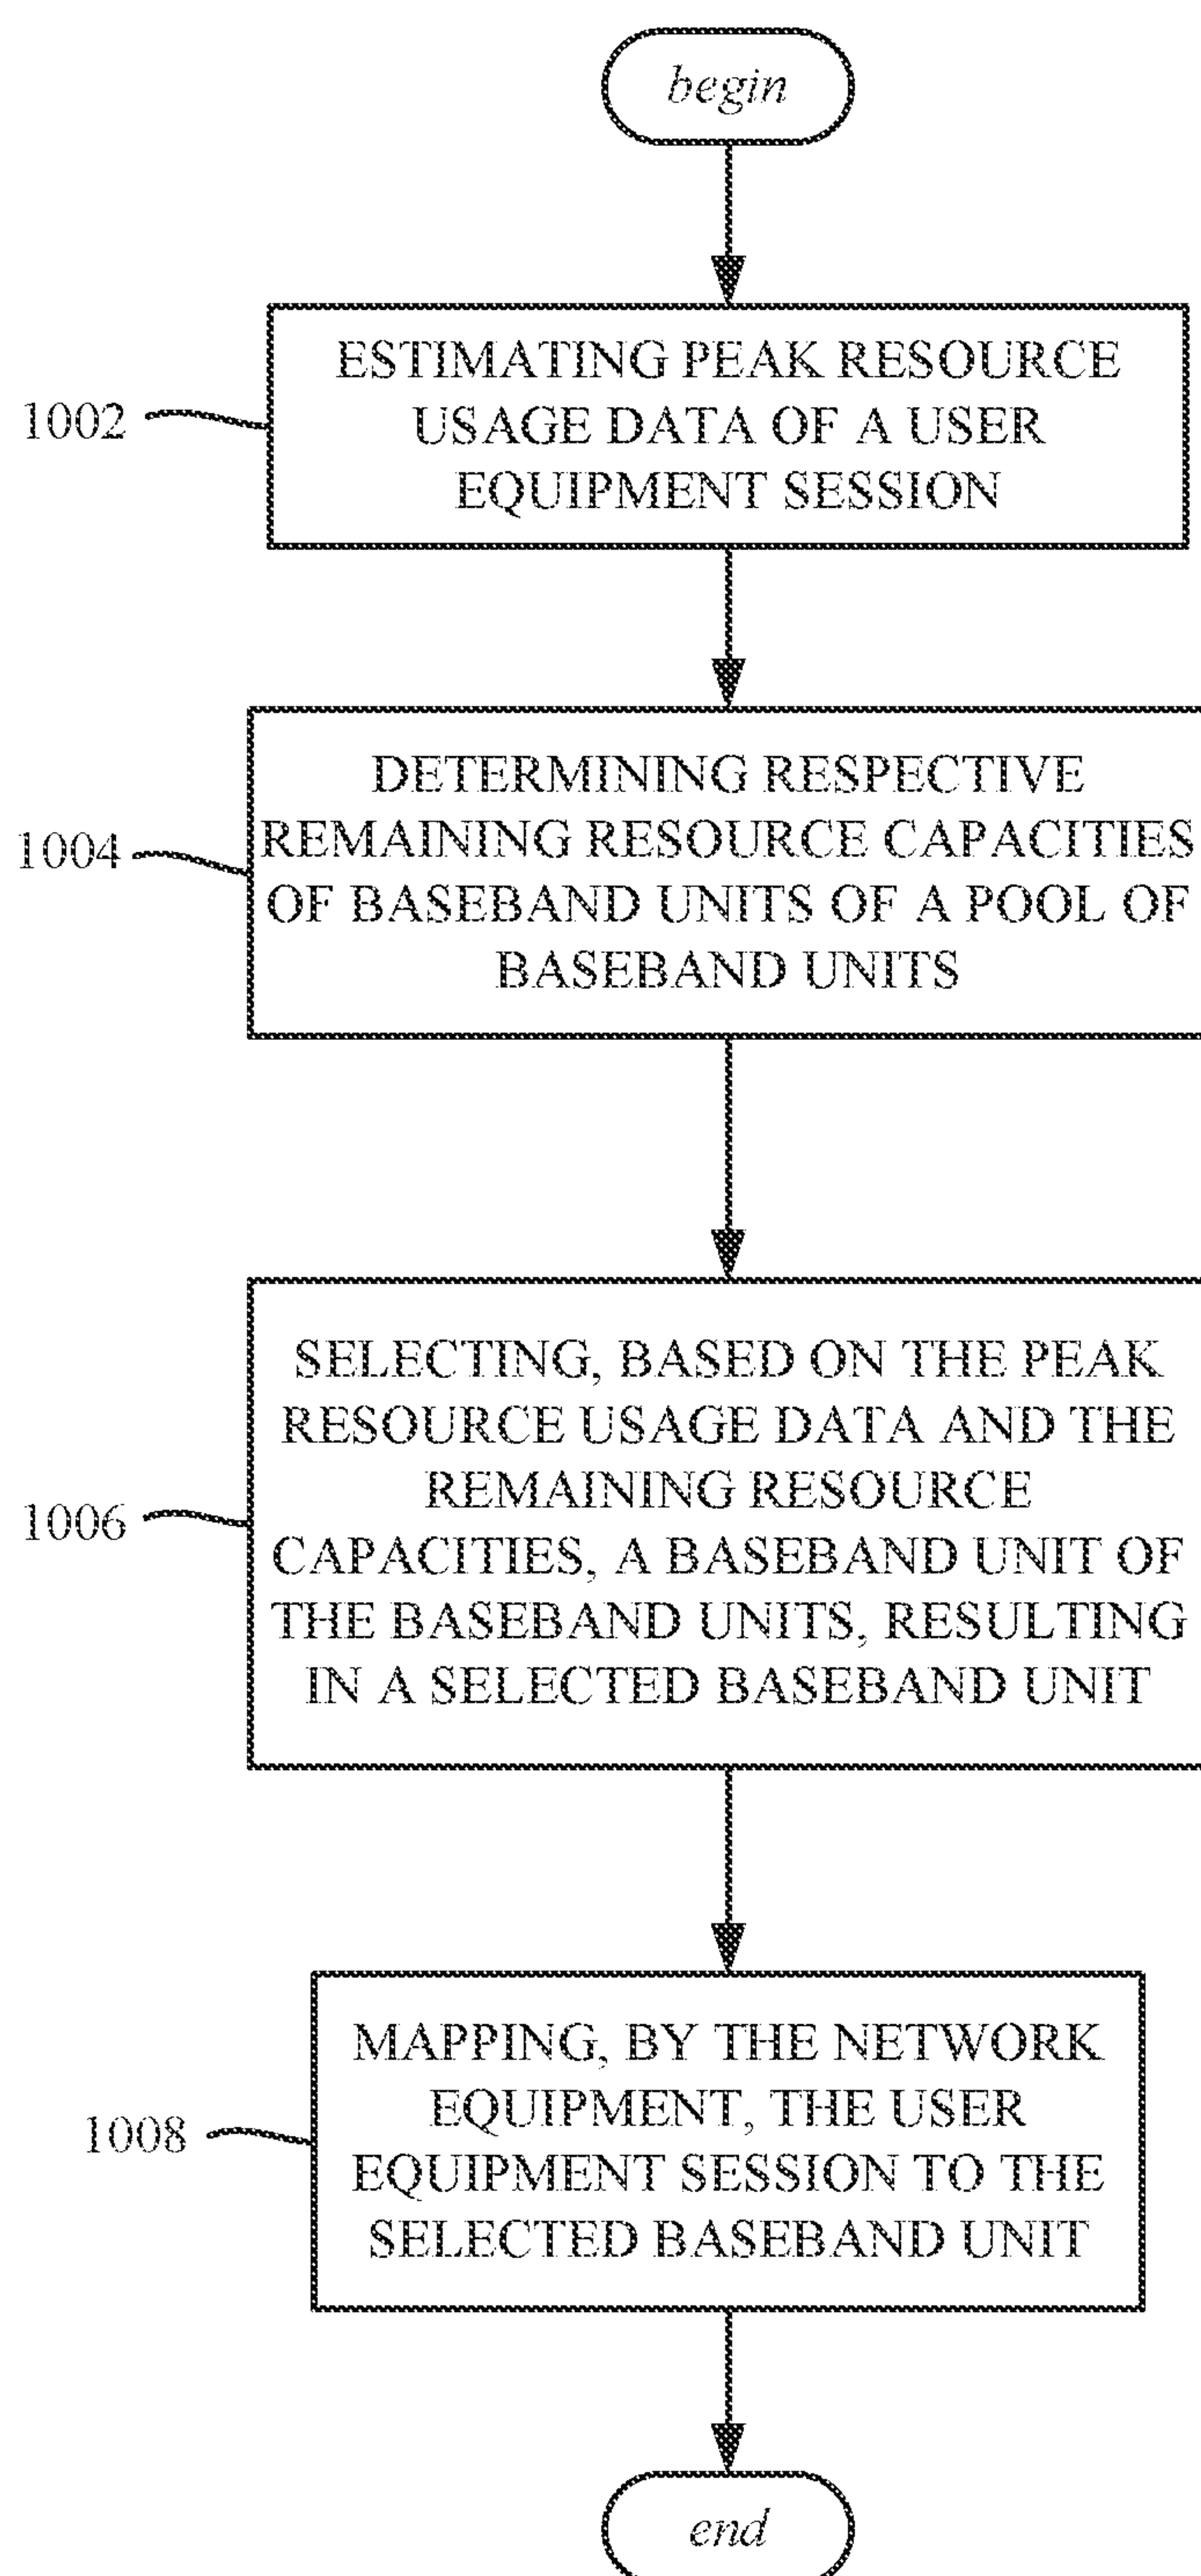 begin
1002
ESTIMATING PEAK RESOURCE
USAGE DATA OF A USER
EQUIPMENT SESSION
1004
DETERMINING RESPECTIVE
REMAINING RESOURCE CAPACITIES
OF BASEBAND UNITS OF A POOL OF
BASEBAND UNITS
1006
SELECTING, BASED ON THE PEAK
RESOURCE USAGE DATA AND THE
REMAINING RESOURCE
CAPACITIES, A BASEBAND UNIT OF
THE BASEBAND UNITS, RESULTING
IN A SELECTED BASEBAND UNIT
1008
MAPPING, BY THE NETWORK
EQUIPMENT, THE USER
EQUIPMENT SESSION TO THE
SELECTED BASEBAND UNIT
end